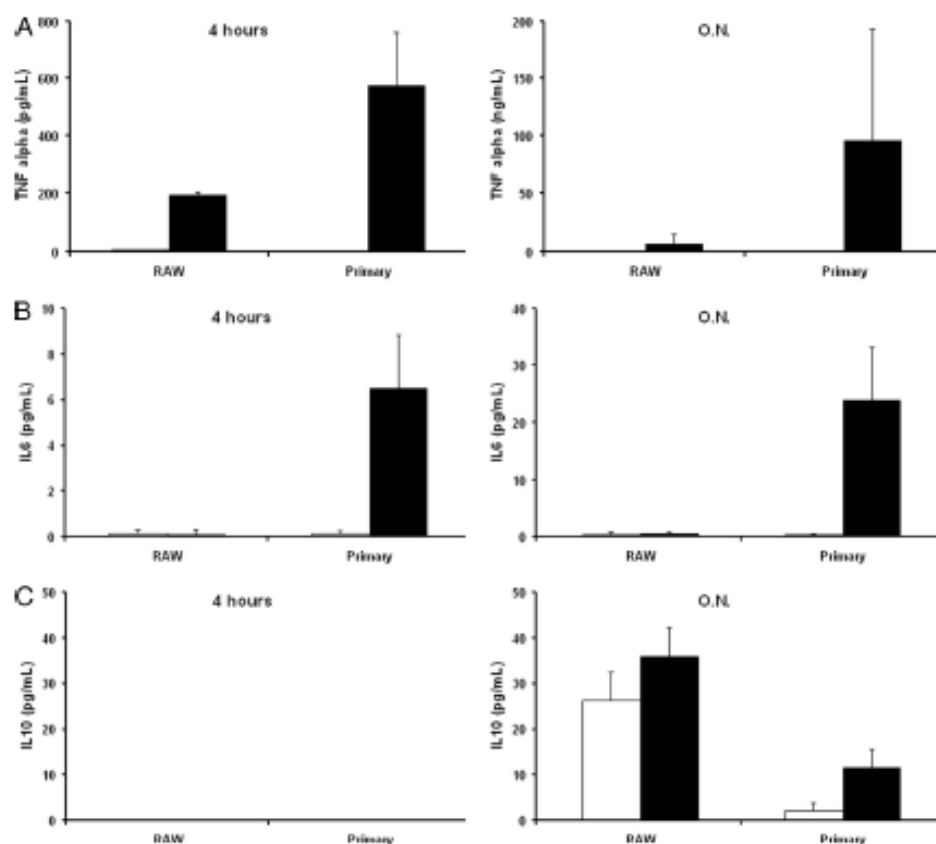 A
4 hours
TNF alpha (pg/mL)
800
600
400
200
0
RAW
Primary
O.N.
TNF alpha (ng/mL)
200
150
100
50
0
RAW
Primary
B
4 hours
IL6 (pg/mL)
10
8
6
4
2
0
RAW
Primary
O.N.
IL6 (pg/mL)
40
30
20
10
0
RAW
Primary
C
4 hours
IL10 (pg/mL)
50
40
30
20
10
0
RAW
Primary
O.N.
IL10 (pg/mL)
50
40
30
20
10
0
RAW
Primary